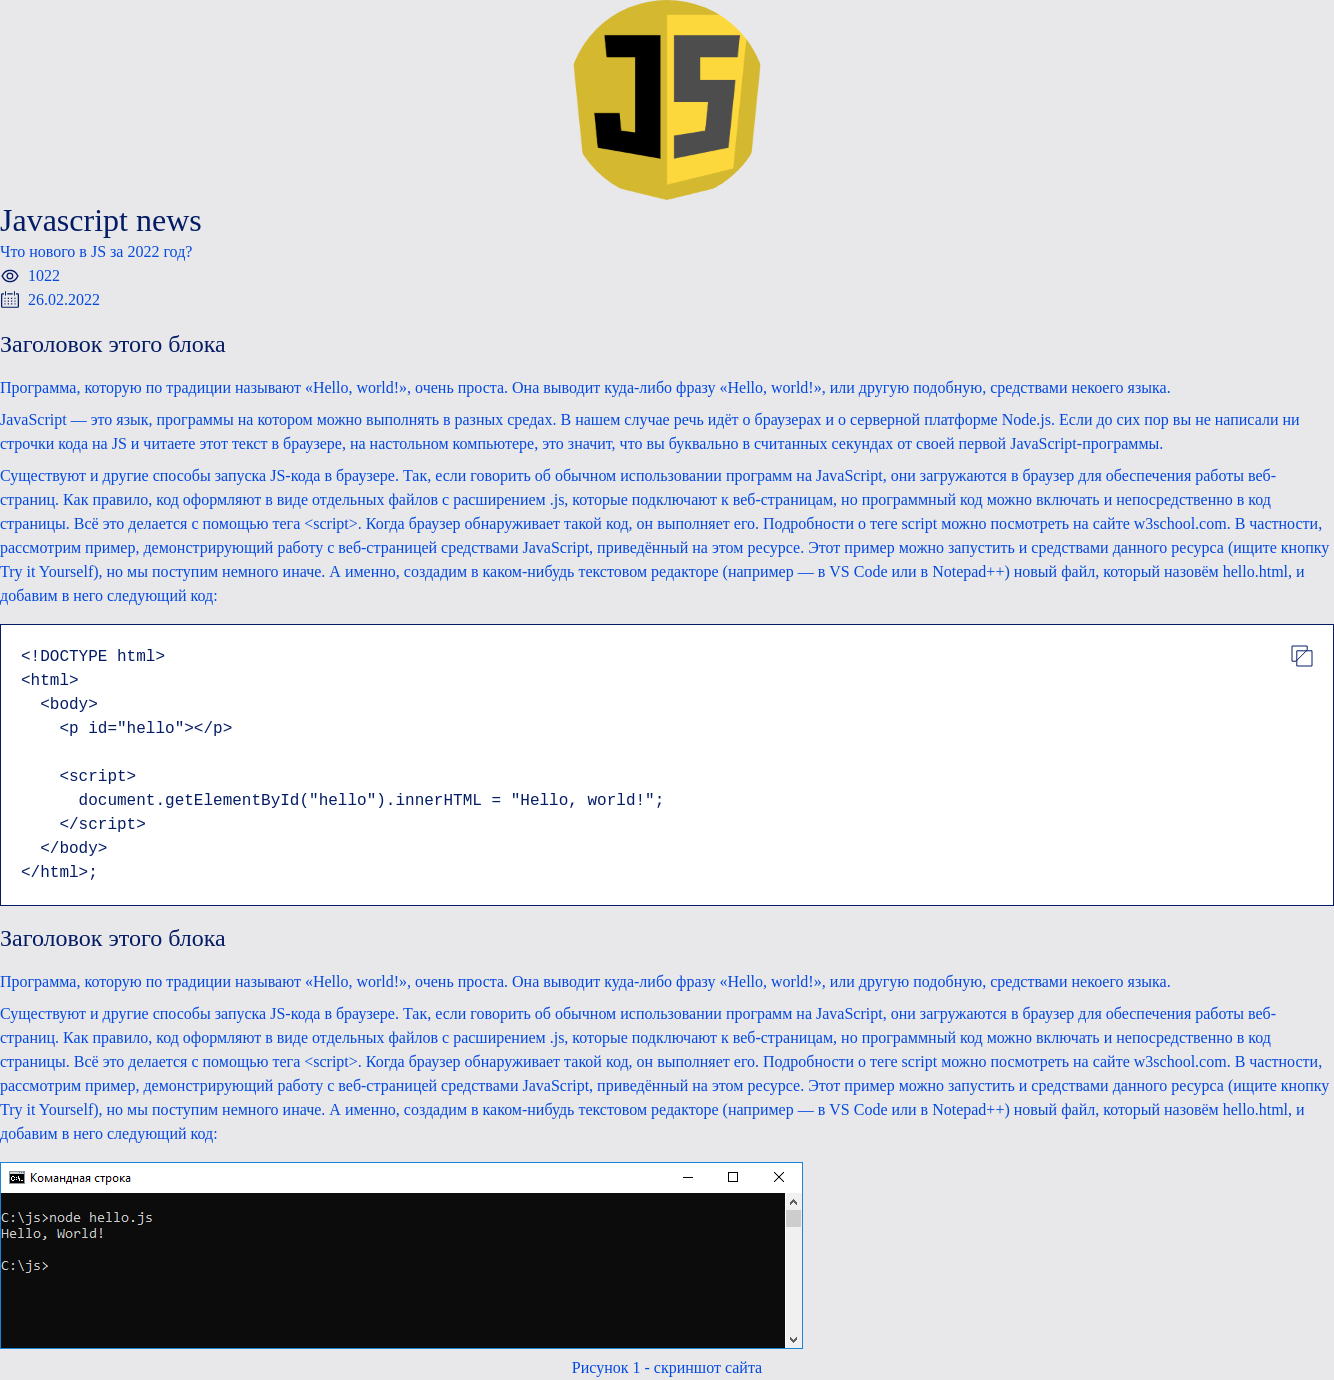 JS
Javascript news
Что нового в JS за 2022 год?
1022
26.02.2022
Заголовок этого блока
Программа, которую по традиции называют «Hello, world!», очень проста. Она выводит куда-либо фразу «Hello, world!», или другую подобную, средствами некоего языка.
JavaScript — это язык, программы на котором можно выполнять в разных средах. В нашем случае речь идёт о браузерах и о серверной платформе Node.js. Если до сих пор вы не написали ни
строчки кода на JS и читаете этот текст в браузере, на настольном компьютере, это значит, что вы буквально в считанных секундах от своей первой JavaScript-программы.
Существуют и другие способы запуска JS-кода в браузере. Так, если говорить об обычном использовании программ на JavaScript, они загружаются в браузер для обеспечения работы веб-
страниц. Как правило, код оформляют в виде отдельных файлов с расширением .js, которые подключают к веб-страницам, но программный код можно включать и непосредственно в код
страницы. Всё это делается с помощью тега <script>. Когда браузер обнаруживает такой код, он выполняет его. Подробности о теге script можно посмотреть на сайте w3school.com. В частности,
рассмотрим пример, демонстрирующий работу с веб-страницей средствами JavaScript, приведённый на этом ресурсе. Этот пример можно запустить и средствами данного ресурса (ищите кнопку
Try it Yourself), но мы поступим немного иначе. А именно, создадим в каком-нибудь текстовом редакторе (например — в VS Code или в Notepad++) новый файл, который назовём hello.html, и
добавим в него следующий код:
<!DOCTYPE html>
<html>
  <body>
    <p id="hello"></p>

    <script>
      document.getElementById("hello").innerHTML = "Hello, world!";
    </script>
  </body>
</html>;
Заголовок этого блока
Программа, которую по традиции называют «Hello, world!», очень проста. Она выводит куда-либо фразу «Hello, world!», или другую подобную, средствами некоего языка.
Существуют и другие способы запуска JS-кода в браузере. Так, если говорить об обычном использовании программ на JavaScript, они загружаются в браузер для обеспечения работы веб-
страниц. Как правило, код оформляют в виде отдельных файлов с расширением .js, которые подключают к веб-страницам, но программный код можно включать и непосредственно в код
страницы. Всё это делается с помощью тега <script>. Когда браузер обнаруживает такой код, он выполняет его. Подробности о теге script можно посмотреть на сайте w3school.com. В частности,
рассмотрим пример, демонстрирующий работу с веб-страницей средствами JavaScript, приведённый на этом ресурсе. Этот пример можно запустить и средствами данного ресурса (ищите кнопку
Try it Yourself), но мы поступим немного иначе. А именно, создадим в каком-нибудь текстовом редакторе (например — в VS Code или в Notepad++) новый файл, который назовём hello.html, и
добавим в него следующий код:
C:\. Командная строка
C:\js>node hello.js
Hello, World!
C:\js>
Рисунок 1 - скриншот сайта